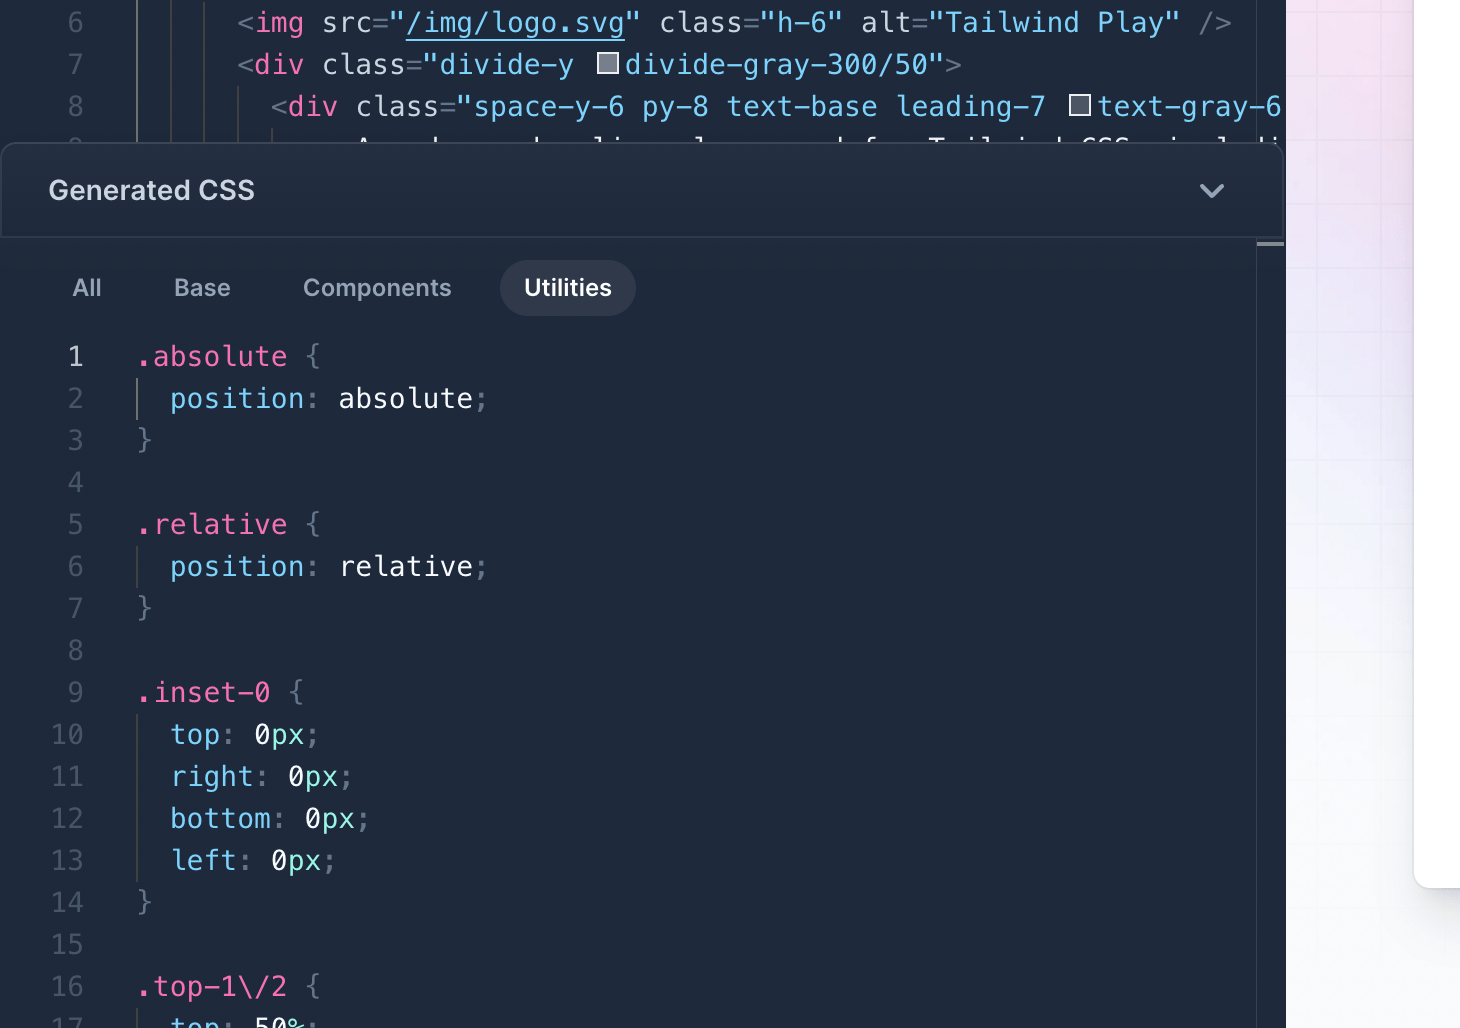 6 <img src="/img/logo.svg" class="h-6" alt="Tailwind Play" />
7 <div class="divide-y divide-gray-300/50">
8 <div class="space-y-6 py-8 text-base leading-7 text-gray-6
Generated CSS
All Base Components Utilities
1 .absolute {
2 position: absolute;
3 }
4
5 .relative {
6 position: relative;
7 }
8
9 .inset-0 {
10 top: 0px;
11 right: 0px;
12 bottom: 0px;
13 left: 0px;
14 }
15
16 .top-1\/2 {
17 top: 50%;